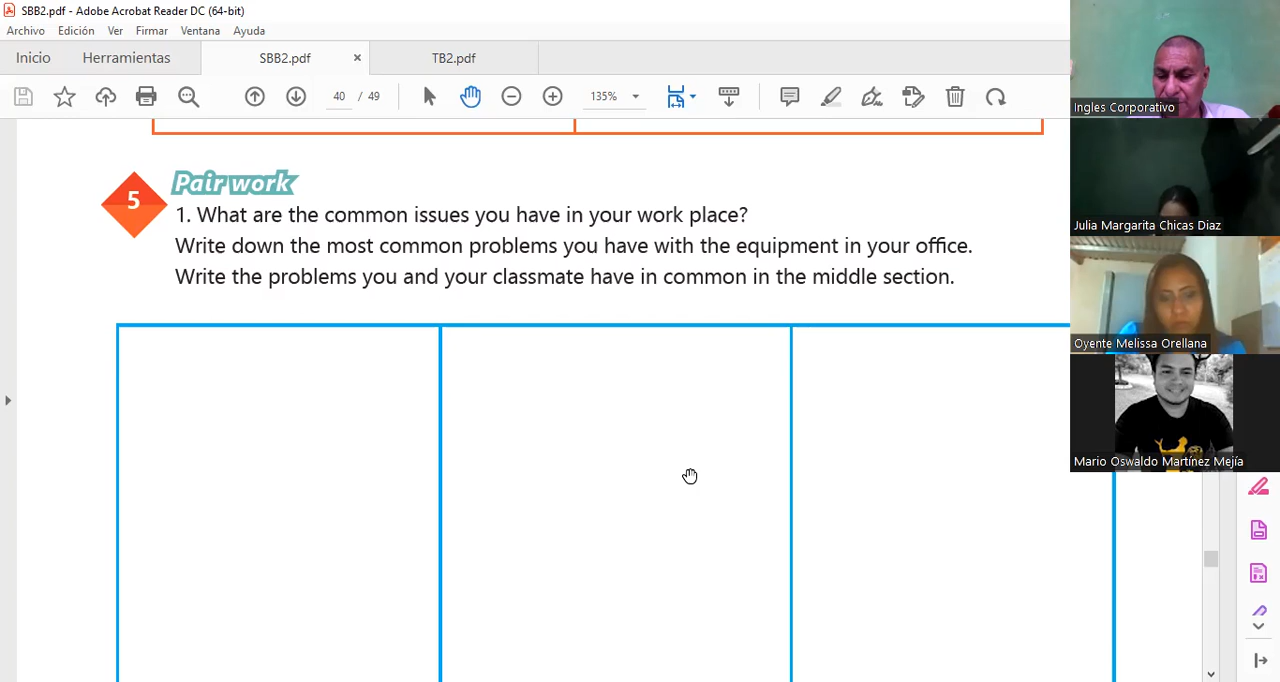 SBB2.pdf - Adobe Acrobat Reader DC (64-bit)
Archivo Edición Ver Firmar Ventana Ayuda
Inicio Herramientas SBB2.pdf × TB2.pdf
40 / 49 135%
Ingles Corporativo
Julia Margarita Chicas Diaz
Oyente Melissa Orellana
Mario Oswaldo Martínez Mejía
5 Pair work
1. What are the common issues you have in your work place?
Write down the most common problems you have with the equipment in your office.
Write the problems you and your classmate have in common in the middle section.